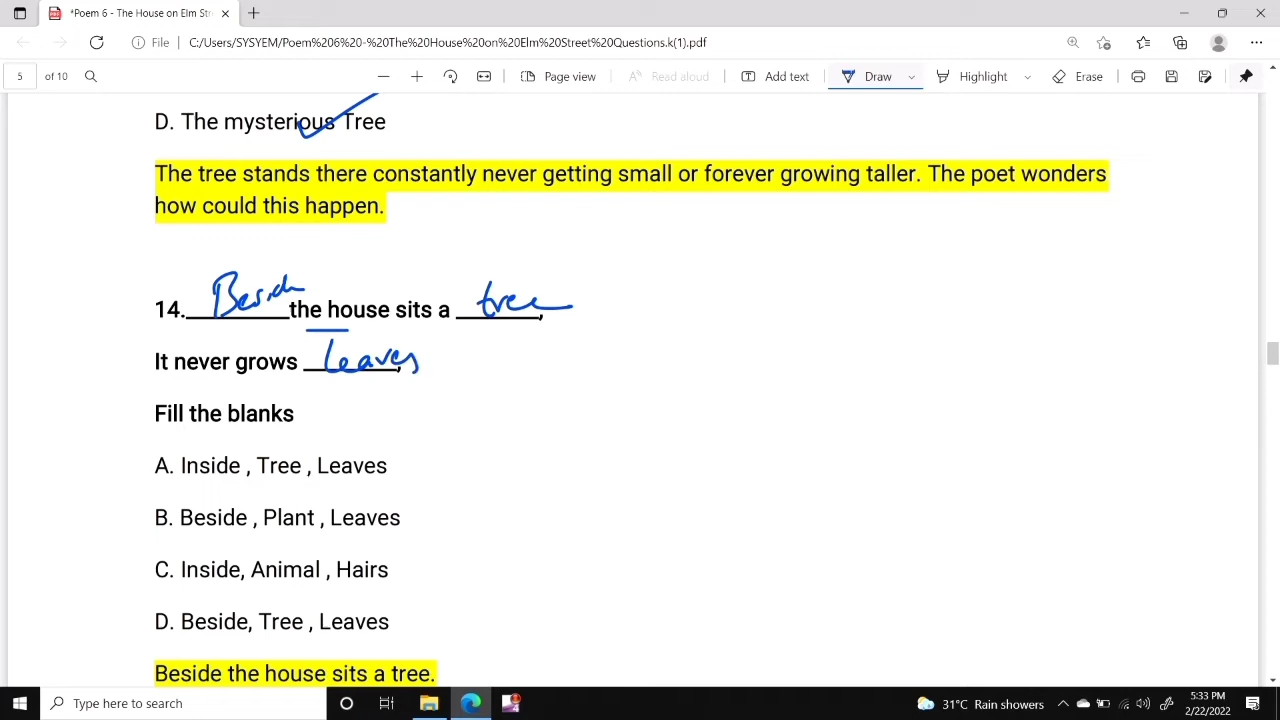 *Poem 6 - The House on Elm Str
File
C:/Users/SYSYEM/Poem%206%20-%20The%20House%20on%20Elm%20Street%20Questions.k(1).pdf
5 of 10
Page view
Read aloud
Add text
Draw
Highlight
Erase
D. The mysterious Tree
The tree stands there constantly never getting small or forever growing taller. The poet wonders
how could this happen.
14. Beside the house sits a tree,
It never grows leaves,
Fill the blanks
A. Inside , Tree , Leaves
B. Beside , Plant , Leaves
C. Inside, Animal , Hairs
D. Beside, Tree , Leaves
Beside the house sits a tree.
Type here to search
31°C Rain showers
5:33 PM
2/22/2022